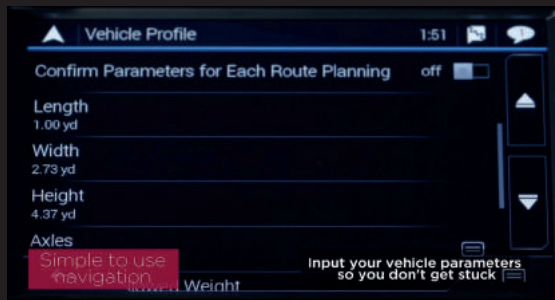 Vehicle Profile
1:51
Confirm Parameters for Each Route Planning
off
Length
1.00 yd
Width
2.73 yd
Height
4.37 yd
Axles
Simple to use
navigation
Input your vehicle parameters
so you don't get stuck
Weight